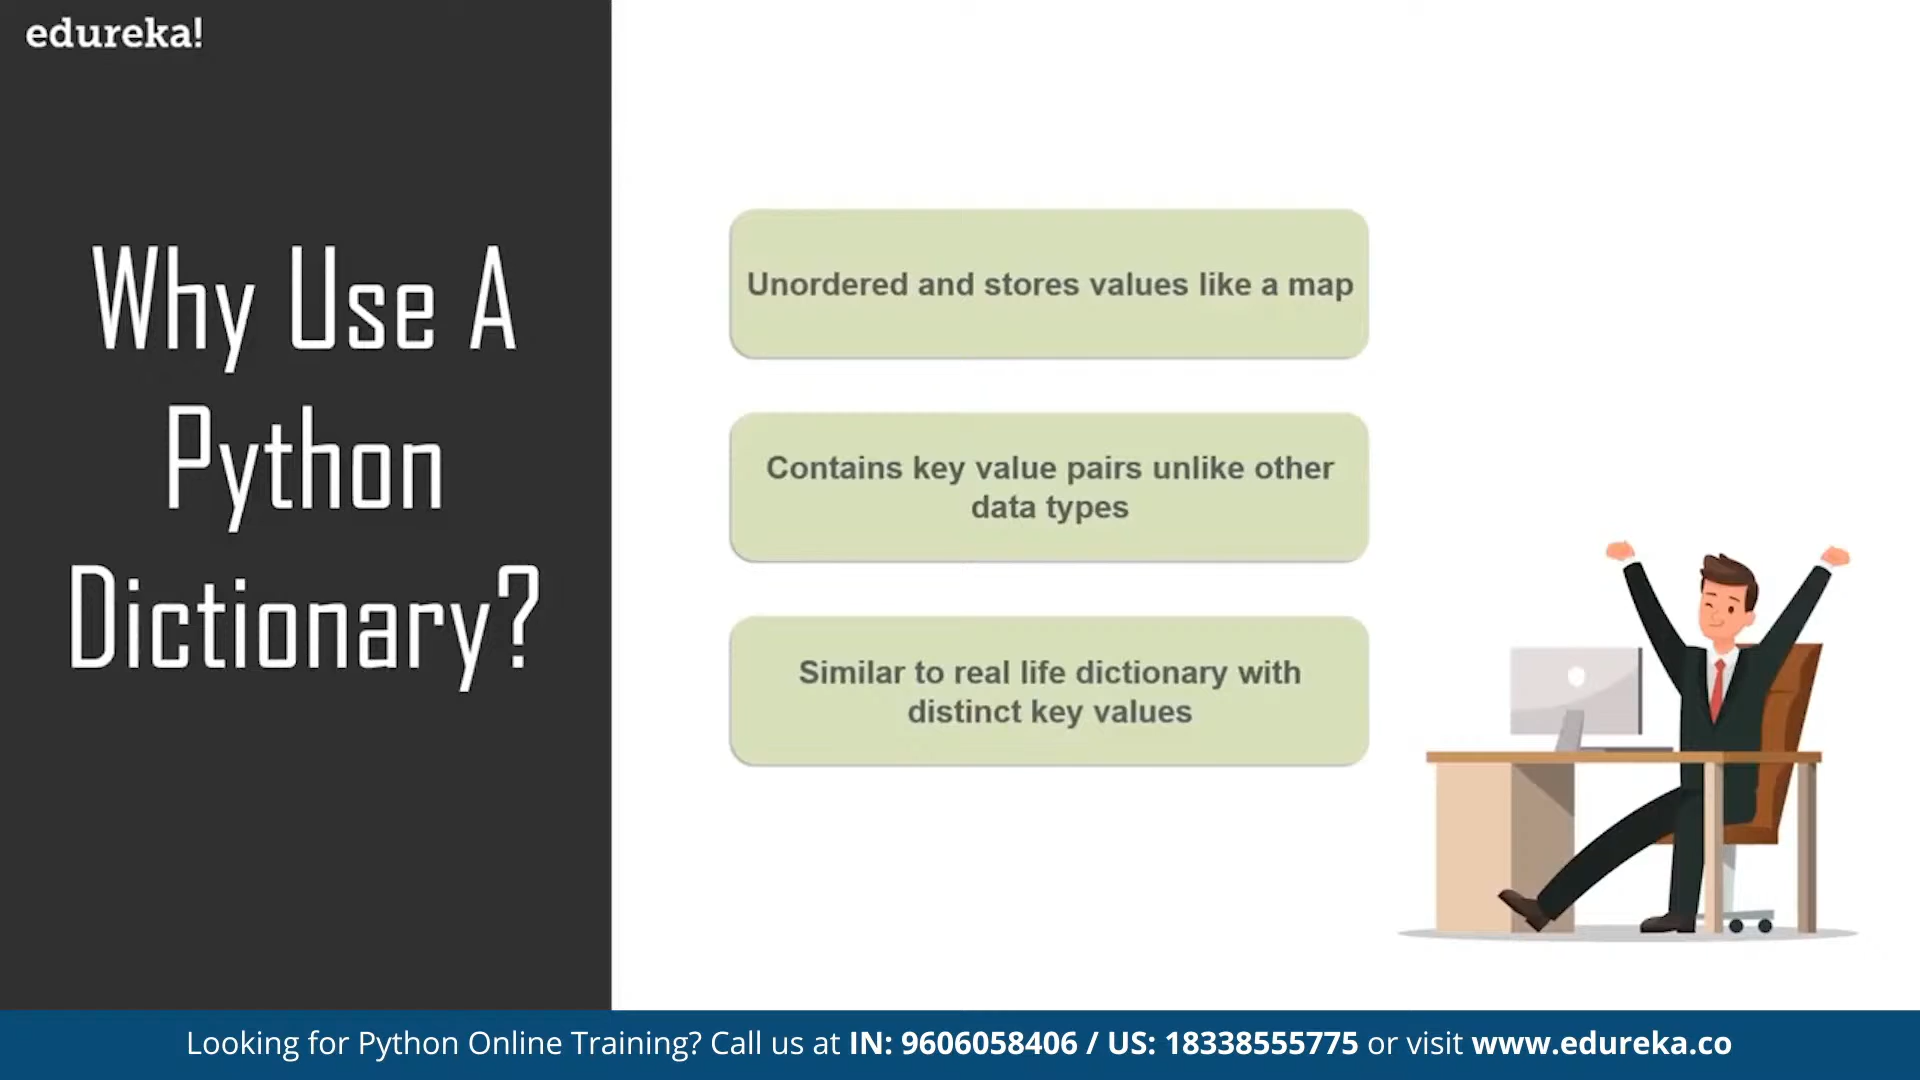 edureka!
Why Use A
Python
Dictionary?
Unordered and stores values like a map
Contains key value pairs unlike other
data types
Similar to real life dictionary with
distinct key values
Looking for Python Online Training? Call us at IN: 9606058406 / US: 18338555775 or visit www.edureka.co